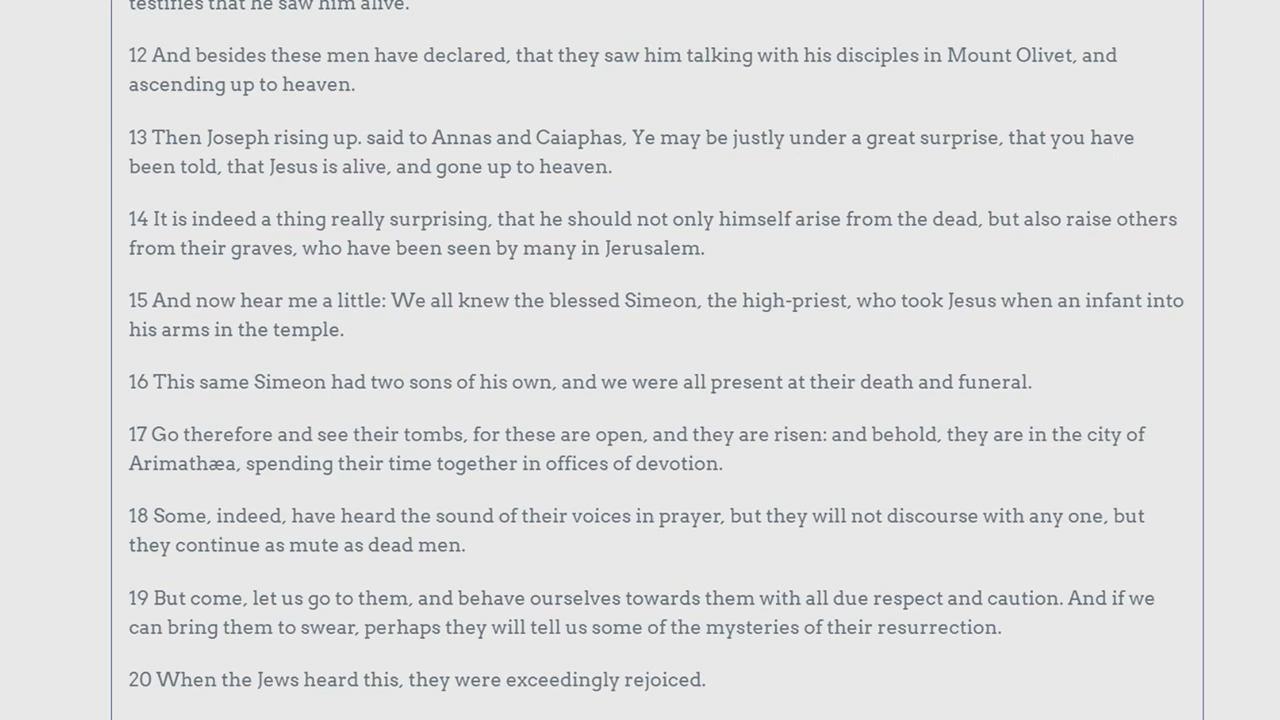 testifies that he saw him alive.
12 And besides these men have declared, that they saw him talking with his disciples in Mount Olivet, and
ascending up to heaven.
13 Then Joseph rising up. said to Annas and Caiaphas, Ye may be justly under a great surprise, that you have
been told, that Jesus is alive, and gone up to heaven.
14 It is indeed a thing really surprising, that he should not only himself arise from the dead, but also raise others
from their graves, who have been seen by many in Jerusalem.
15 And now hear me a little: We all knew the blessed Simeon, the high-priest, who took Jesus when an infant into
his arms in the temple.
16 This same Simeon had two sons of his own, and we were all present at their death and funeral.
17 Go therefore and see their tombs, for these are open, and they are risen: and behold, they are in the city of
Arimathæa, spending their time together in offices of devotion.
18 Some, indeed, have heard the sound of their voices in prayer, but they will not discourse with any one, but
they continue as mute as dead men.
19 But come, let us go to them, and behave ourselves towards them with all due respect and caution. And if we
can bring them to swear, perhaps they will tell us some of the mysteries of their resurrection.
20 When the Jews heard this, they were exceedingly rejoiced.